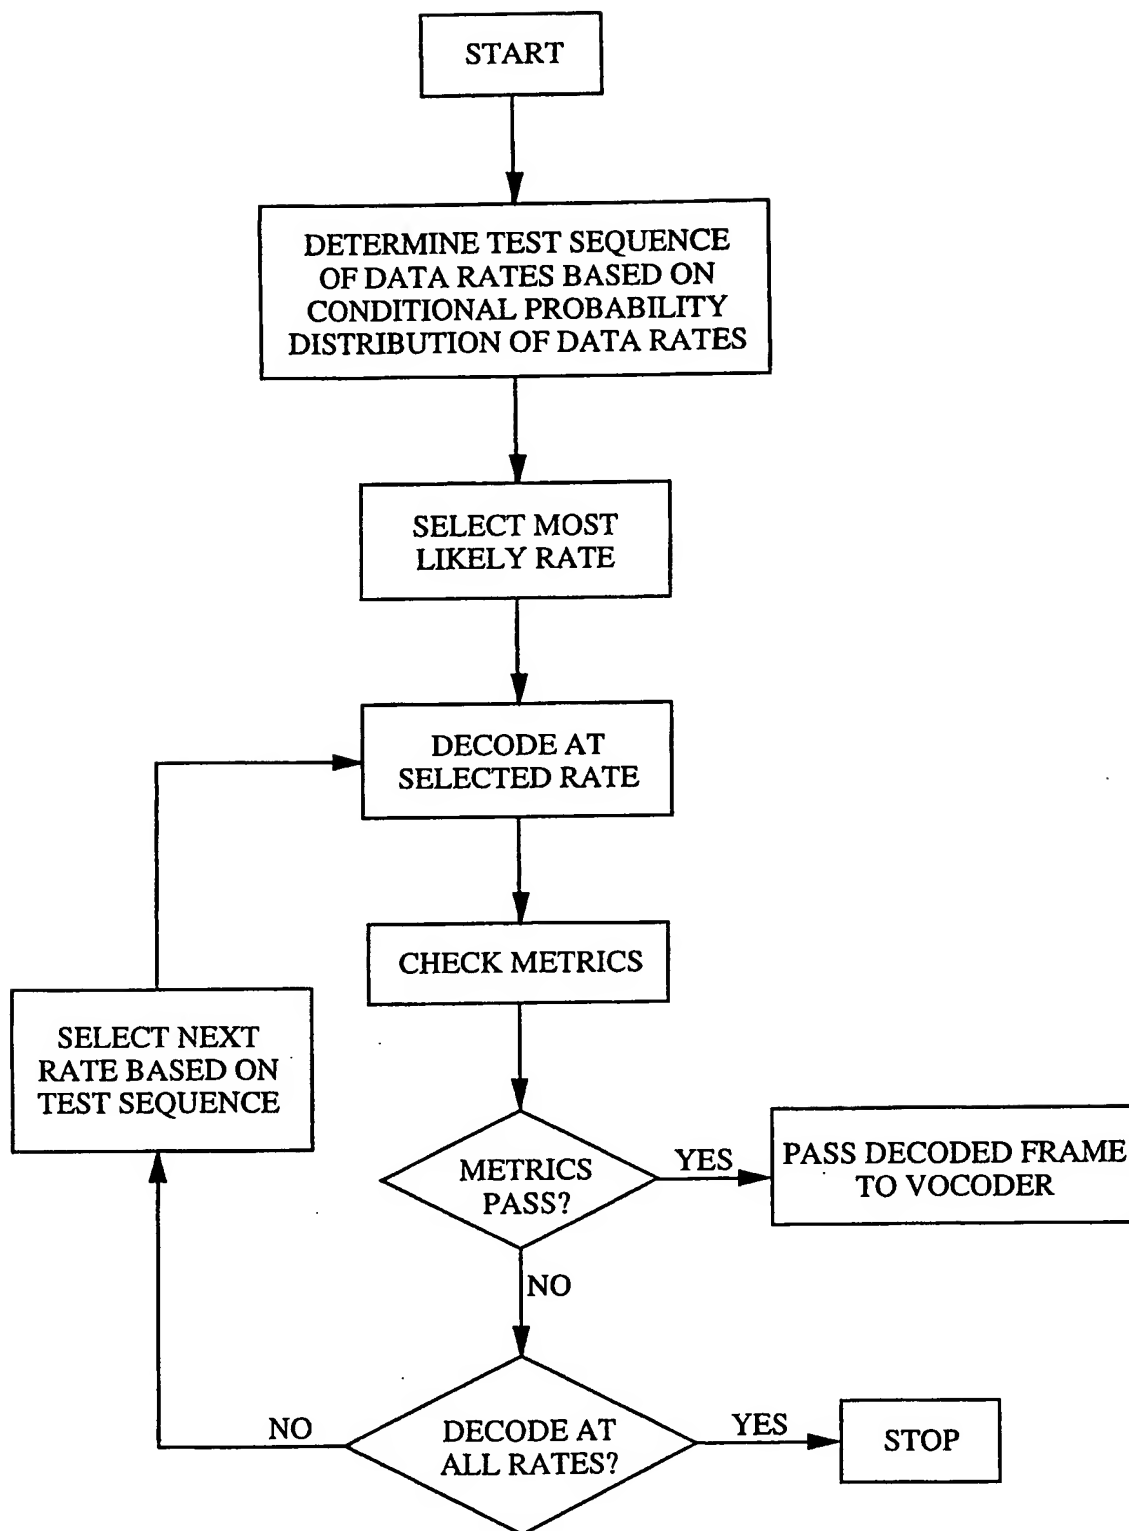 START
DETERMINE TEST SEQUENCE
OF DATA RATES BASED ON
CONDITIONAL PROBABILITY
DISTRIBUTION OF DATA RATES
SELECT MOST
LIKELY RATE
DECODE AT
SELECTED RATE
CHECK METRICS
SELECT NEXT
RATE BASED ON
TEST SEQUENCE
METRICS
PASS?
YES
PASS DECODED FRAME
TO VOCODER
NO
DECODE AT
ALL RATES?
NO
YES
STOP